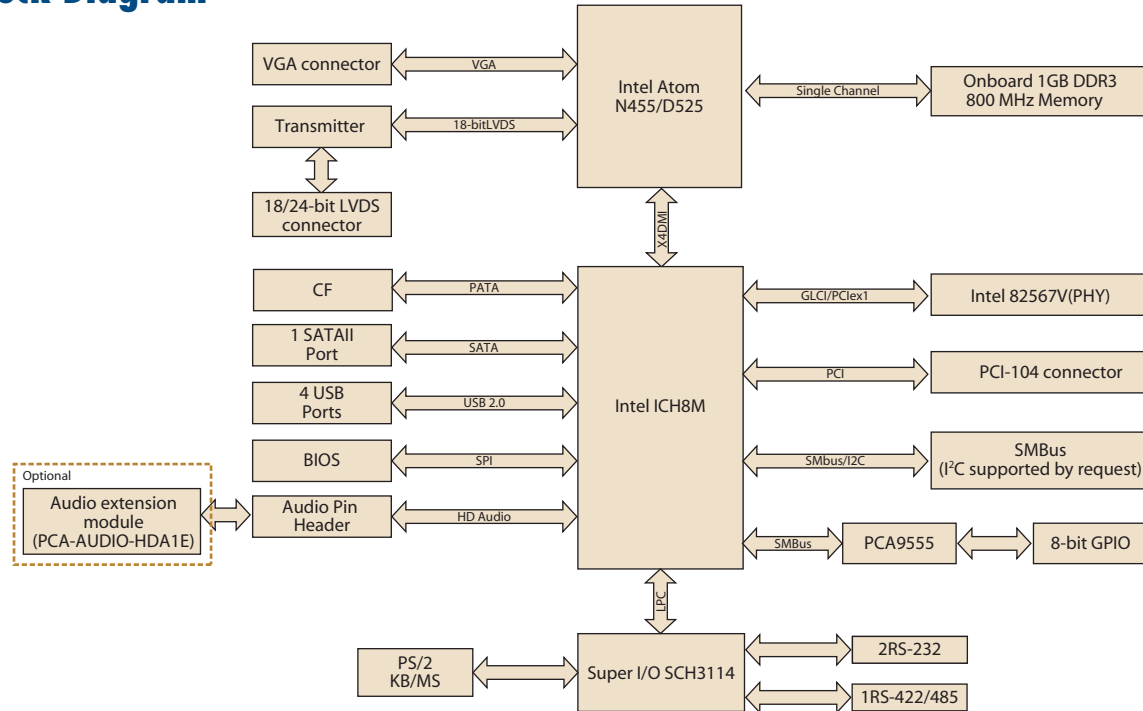 Diagram
VGA connector
VGA
Intel Atom
N455/D525
Single Channel
Onboard 1GB DDR3
800 MHz Memory
Transmitter
18-bitLVDS
18/24-bit LVDS
connector
X4DMI
CF
PATA
GLCI/PCIex1
Intel 82567V(PHY)
1 SATAII
Port
SATA
PCI
PCI-104 connector
4 USB
Ports
USB 2.0
Intel ICH8M
BIOS
SPI
SMbus/I2C
SMBus
(I²C supported by request)
Optional
Audio extension
module
(PCA-AUDIO-HDA1E)
Audio Pin
Header
HD Audio
SMBus
PCA9555
8-bit GPIO
LPC
PS/2
KB/MS
Super I/O SCH3114
2RS-232
1RS-422/485